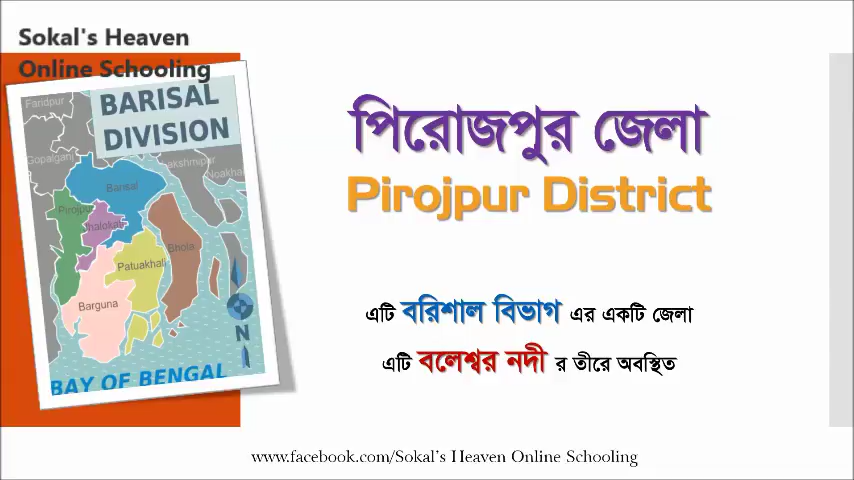 Sokal's Heaven
Online Schooling
BARISAL
DIVISION
Faridpur
Gopalganj
Lakshmipur
Noakhali
Barisal
Pirojpur
Jhalokati
Bhola
Patuakhali
Barguna
N
BAY OF BENGAL
পিরোজপুর জেলা
Pirojpur District
এটি বরিশাল বিভাগ এর একটি জেলা
এটি বলেশ্বর নদী র তীরে অবস্থিত
www.facebook.com/Sokal's Heaven Online Schooling